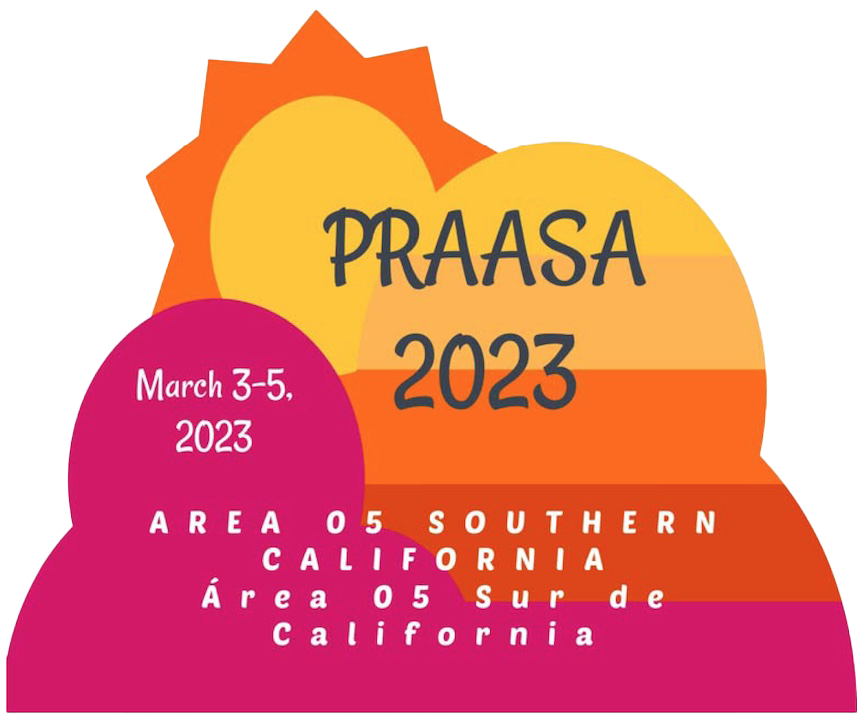 PRAASA
2023
March 3-5,
2023
AREA 05 SOUTHERN
CALIFORNIA
Área 05 Sur de
California